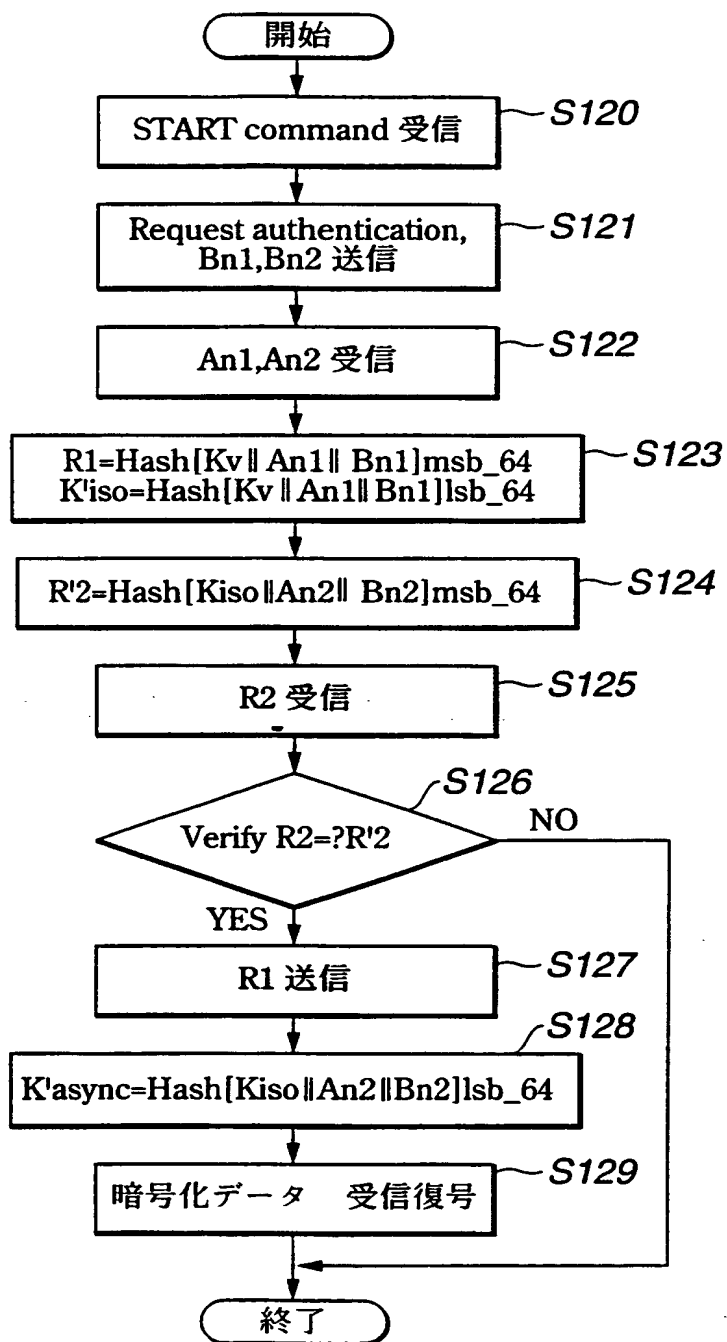 開始
START command 受信
S120
Request authentication,
Bn1,Bn2 送信
S121
An1,An2 受信
S122
R1=Hash[Kv‖An1‖ Bn1]msb_64
K'iso=Hash[Kv‖An1‖Bn1]lsb_64
S123
R'2=Hash[Kiso‖An2‖ Bn2]msb_64
S124
R2 受信
S125
Verify R2=?R'2
S126
NO
YES
R1 送信
S127
K'async=Hash[Kiso‖An2‖Bn2]lsb_64
S128
暗号化データ 受信復号
S129
終了